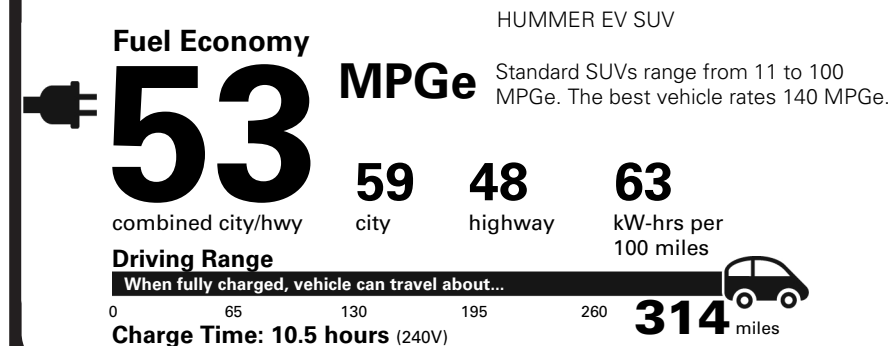 HUMMER EV SUV
Fuel Economy
53
MPGe
Standard SUVs range from 11 to 100
MPGe. The best vehicle rates 140 MPGe.
59 48 63
combined city/hwy city highway kW-hrs per
100 miles
Driving Range
When fully charged, vehicle can travel about...
0 65 130 195 260 314 miles
Charge Time: 10.5 hours (240V)